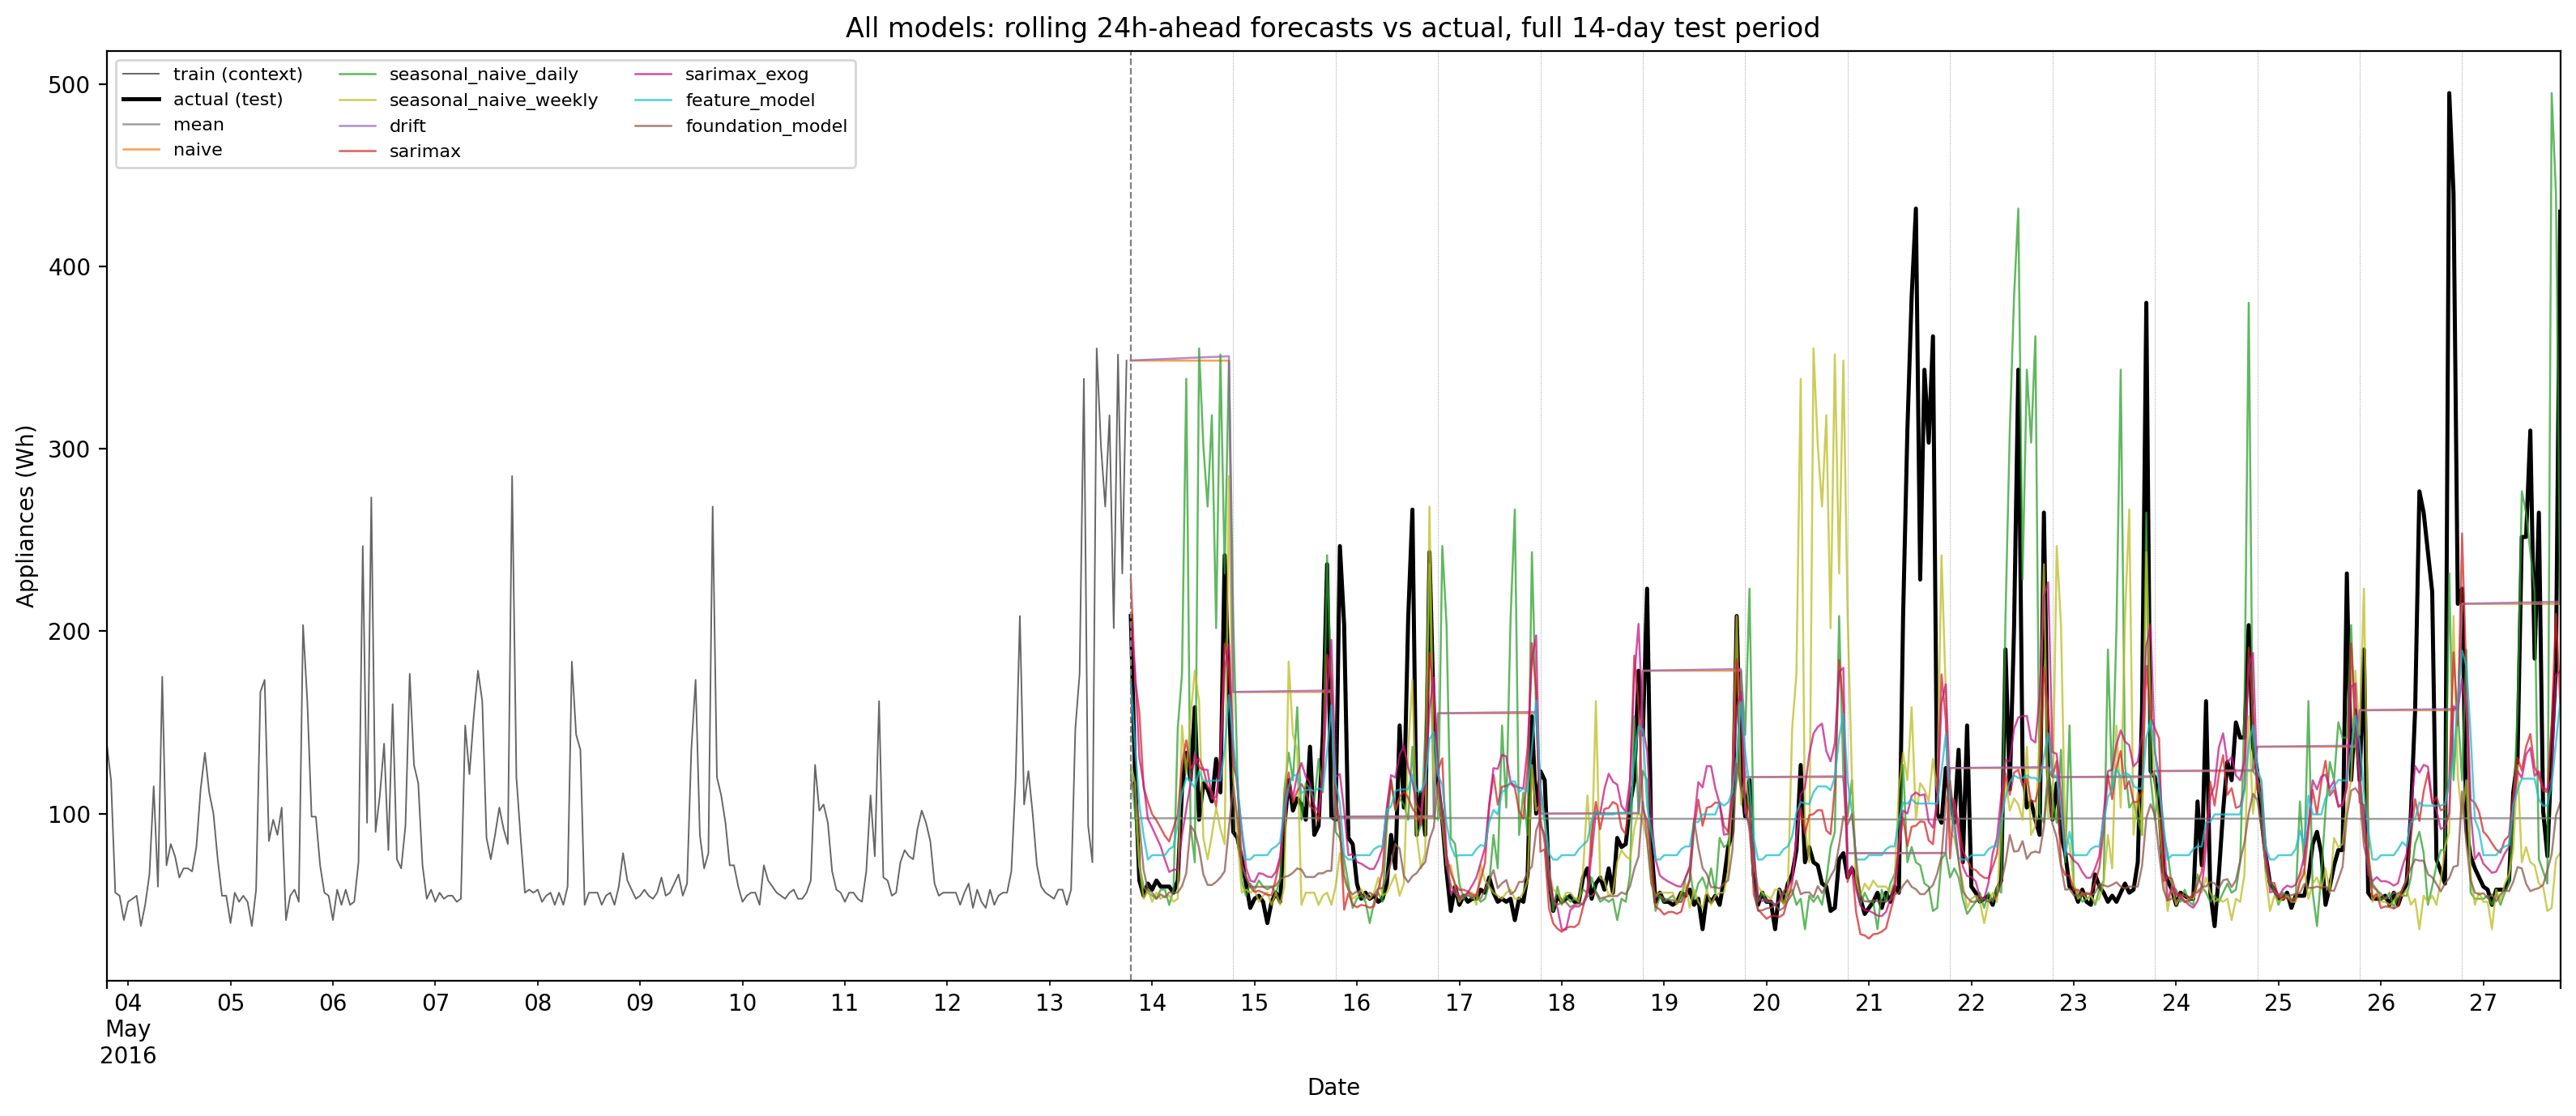 All models: rolling 24h-ahead forecasts vs actual, full 14-day test period
train (context)
actual (test)
mean
naive
seasonal_naive_daily
seasonal_naive_weekly
drift
sarimax
sarimax_exog
feature_model
foundation_model
500
400
300
200
100
Appliances (Wh)
04 05 06 07 08 09 10 11 12 13 14 15 16 17 18 19 20 21 22 23 24 25 26 27
May
2016
Date